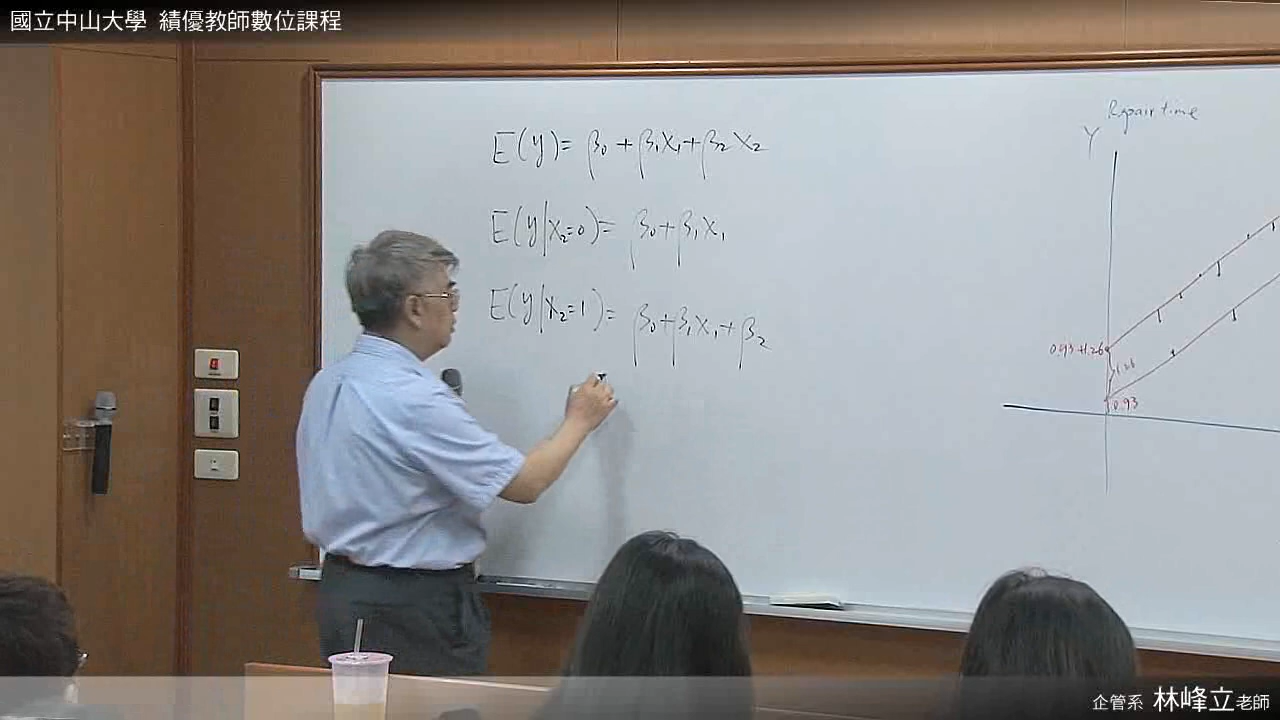 國立中山大學 績優教師數位課程
E(y)= β₀+β₁X₁+β₂X₂
E(y|X₂=0)= β₀+β₁X₁
E(y|X₂=1)= β₀+β₁X₁+β₂
Repair time
Y
0.93+1.26
1.26
0.93
企管系 林峰立老師